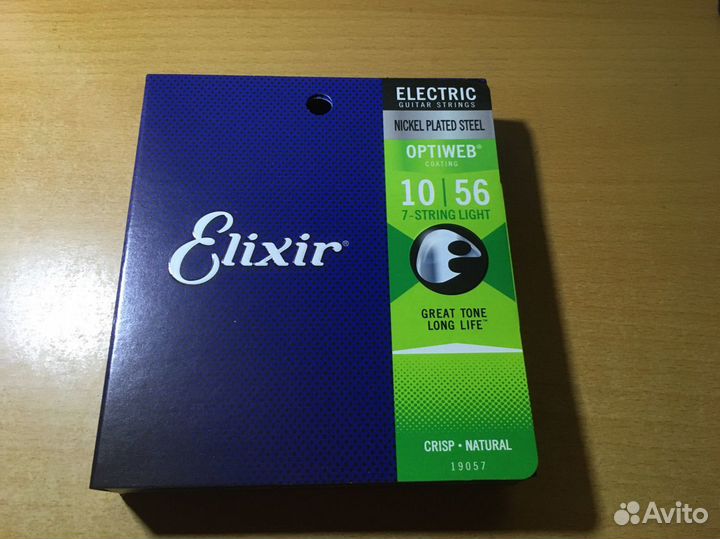 Elixir®
ELECTRIC
GUITAR STRINGS
NICKEL PLATED STEEL
OPTIWEB®
COATING
10 | 56
7-STRING LIGHT
GREAT TONE
LONG LIFE™
CRISP • NATURAL
19057
Avito